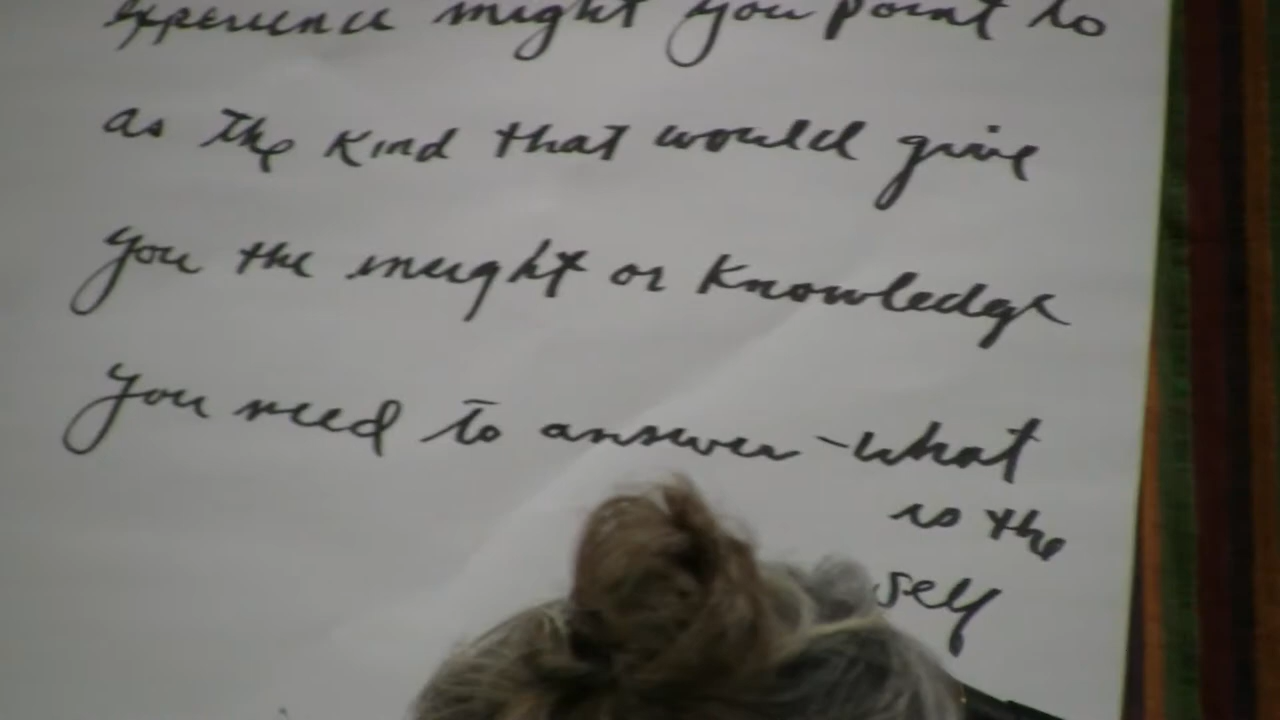 experience might you point to
as the kind that would give
you the insight or knowledge
you need to answer - what
is the
self